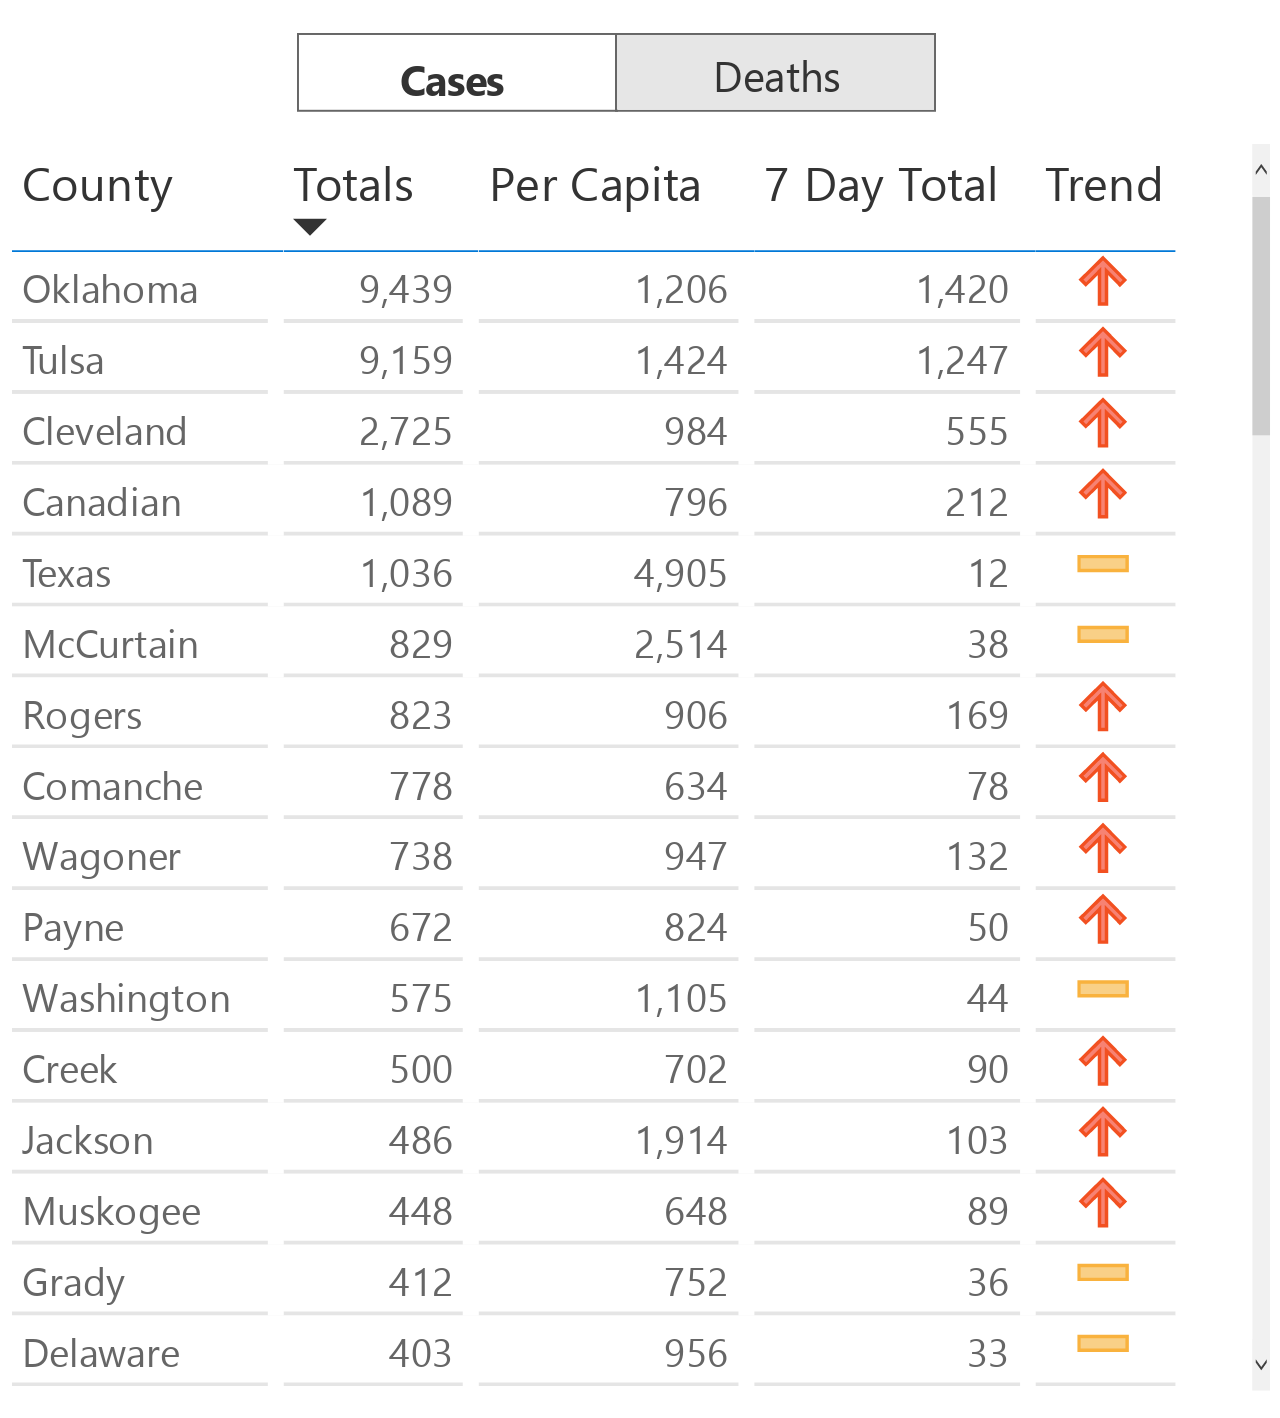 Cases Deaths
County Totals Per Capita 7 Day Total Trend
Oklahoma 9,439 1,206 1,420
Tulsa 9,159 1,424 1,247
Cleveland 2,725 984 555
Canadian 1,089 796 212
Texas 1,036 4,905 12
McCurtain 829 2,514 38
Rogers 823 906 169
Comanche 778 634 78
Wagoner 738 947 132
Payne 672 824 50
Washington 575 1,105 44
Creek 500 702 90
Jackson 486 1,914 103
Muskogee 448 648 89
Grady 412 752 36
Delaware 403 956 33